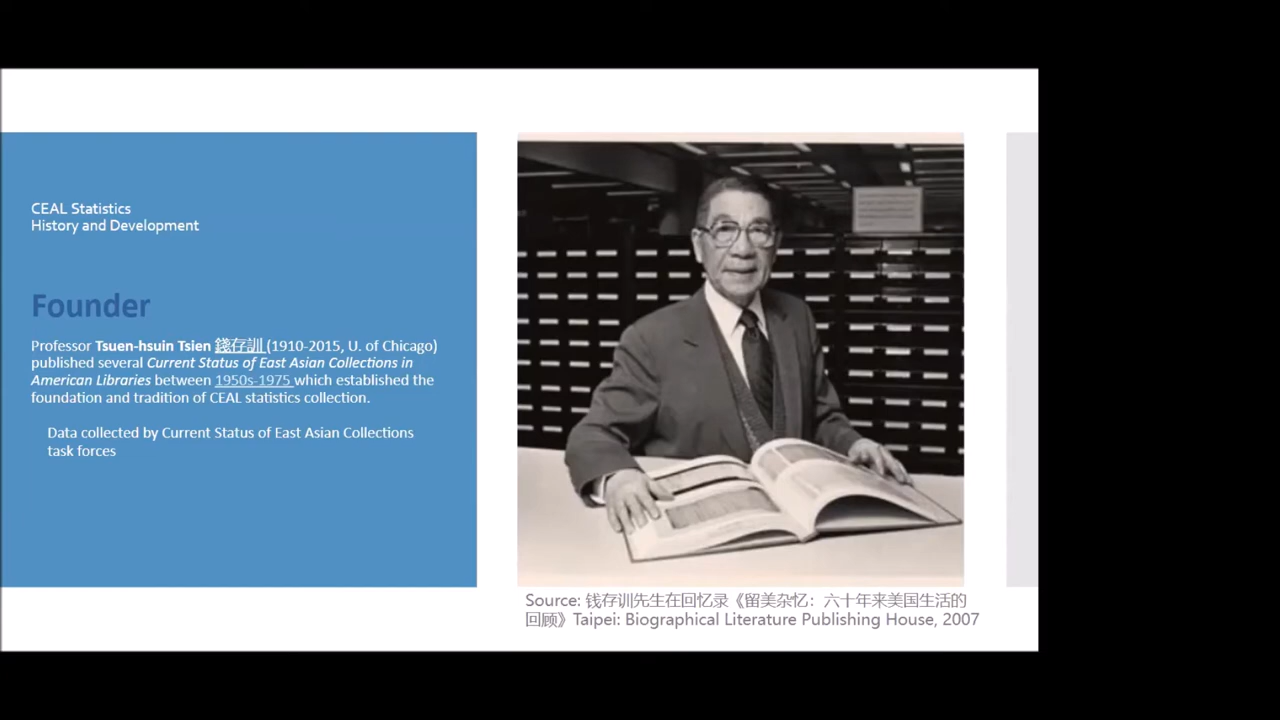 CEAL Statistics
History and Development
Founder
Professor Tsuen-hsuin Tsien 錢存訓 (1910-2015, U. of Chicago)
published several Current Status of East Asian Collections in
American Libraries between 1950s-1975 which established the
foundation and tradition of CEAL statistics collection.
Data collected by Current Status of East Asian Collections
task forces
Source: 钱存训先生在回忆录《留美杂忆：六十年来美国生活的
回顾》Taipei: Biographical Literature Publishing House, 2007